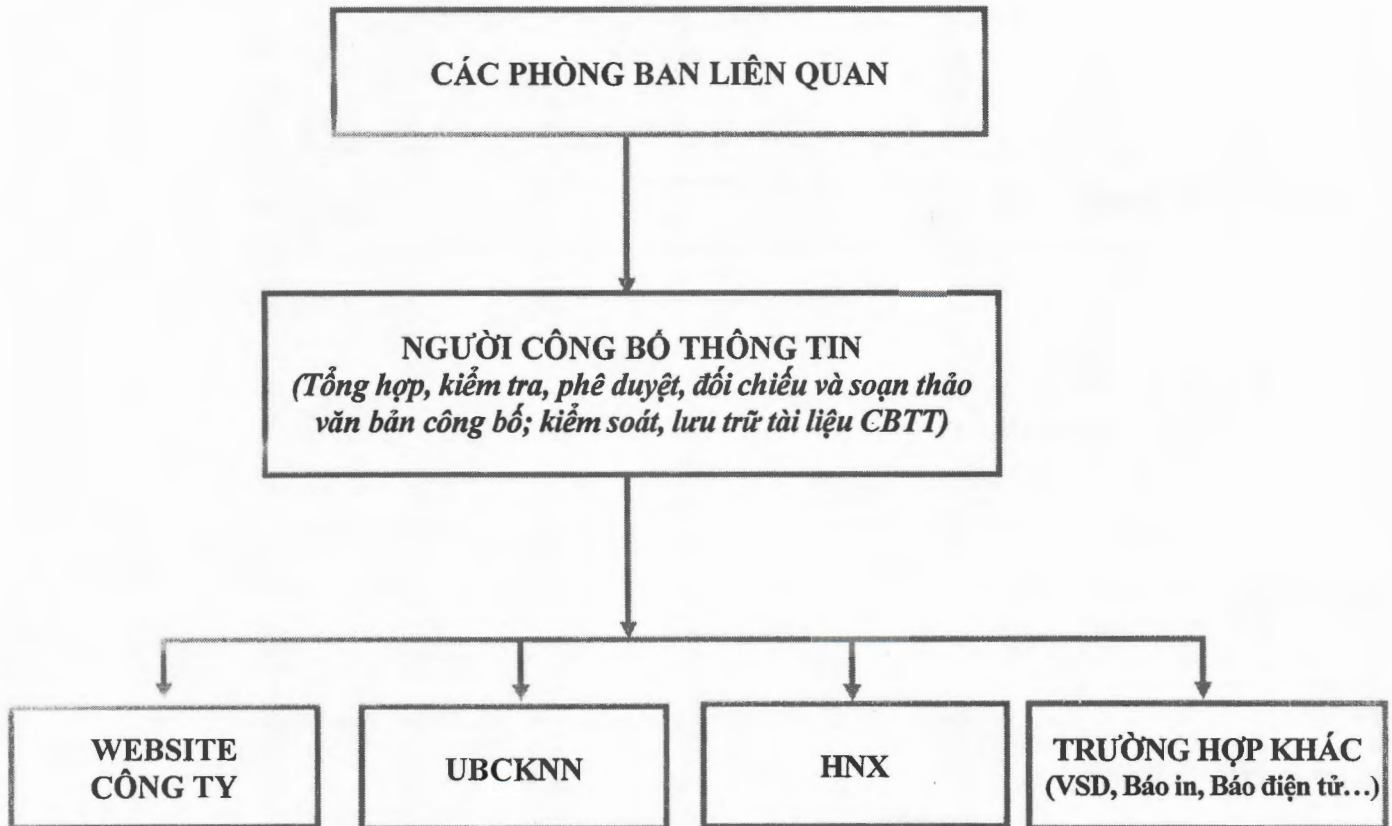 CÁC PHÒNG BAN LIÊN QUAN
NGƯỜI CÔNG BỐ THÔNG TIN
(Tổng hợp, kiểm tra, phê duyệt, đối chiếu và soạn thảo
văn bản công bố; kiểm soát, lưu trữ tài liệu CBTT)
WEBSITE
CÔNG TY
UBCKNN
HNX
TRƯỜNG HỢP KHÁC
(VSD, Báo in, Báo điện tử...)